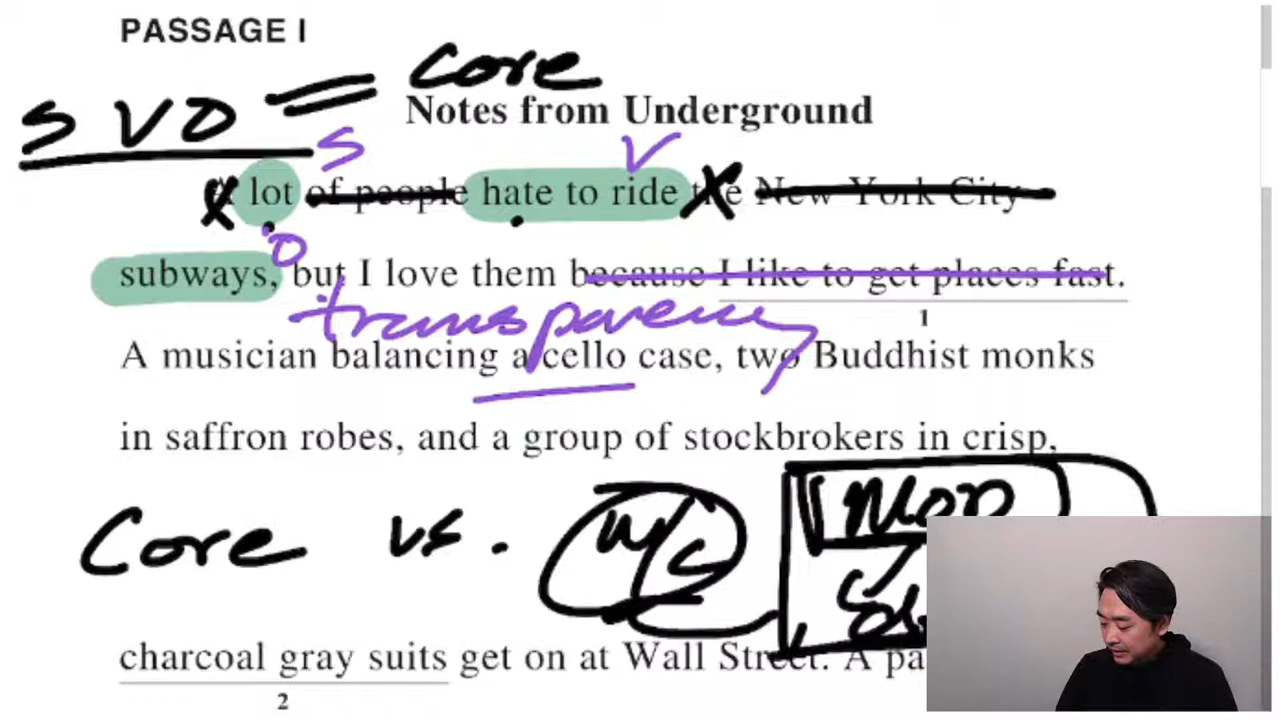 PASSAGE I
core
S V O =
Notes from Underground
S V
A lot of people hate to ride the New York City
O
subways, but I love them because I like to get places fast.
1
transparency
A musician balancing a cello case, two Buddhist monks
in saffron robes, and a group of stockbrokers in crisp,
Core vs. M/C Mod
charcoal gray suits get on at Wall Street. A pa
2